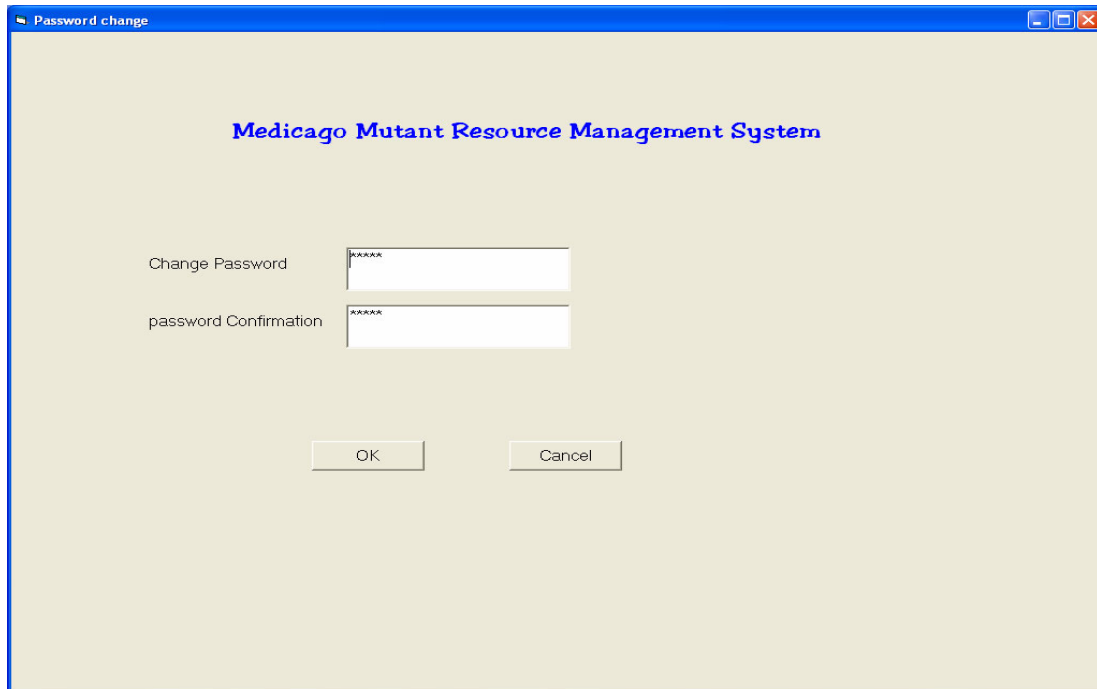 Password change
Medicago Mutant Resource Management System
Change Password
*****
password Confirmation
*****
OK
Cancel